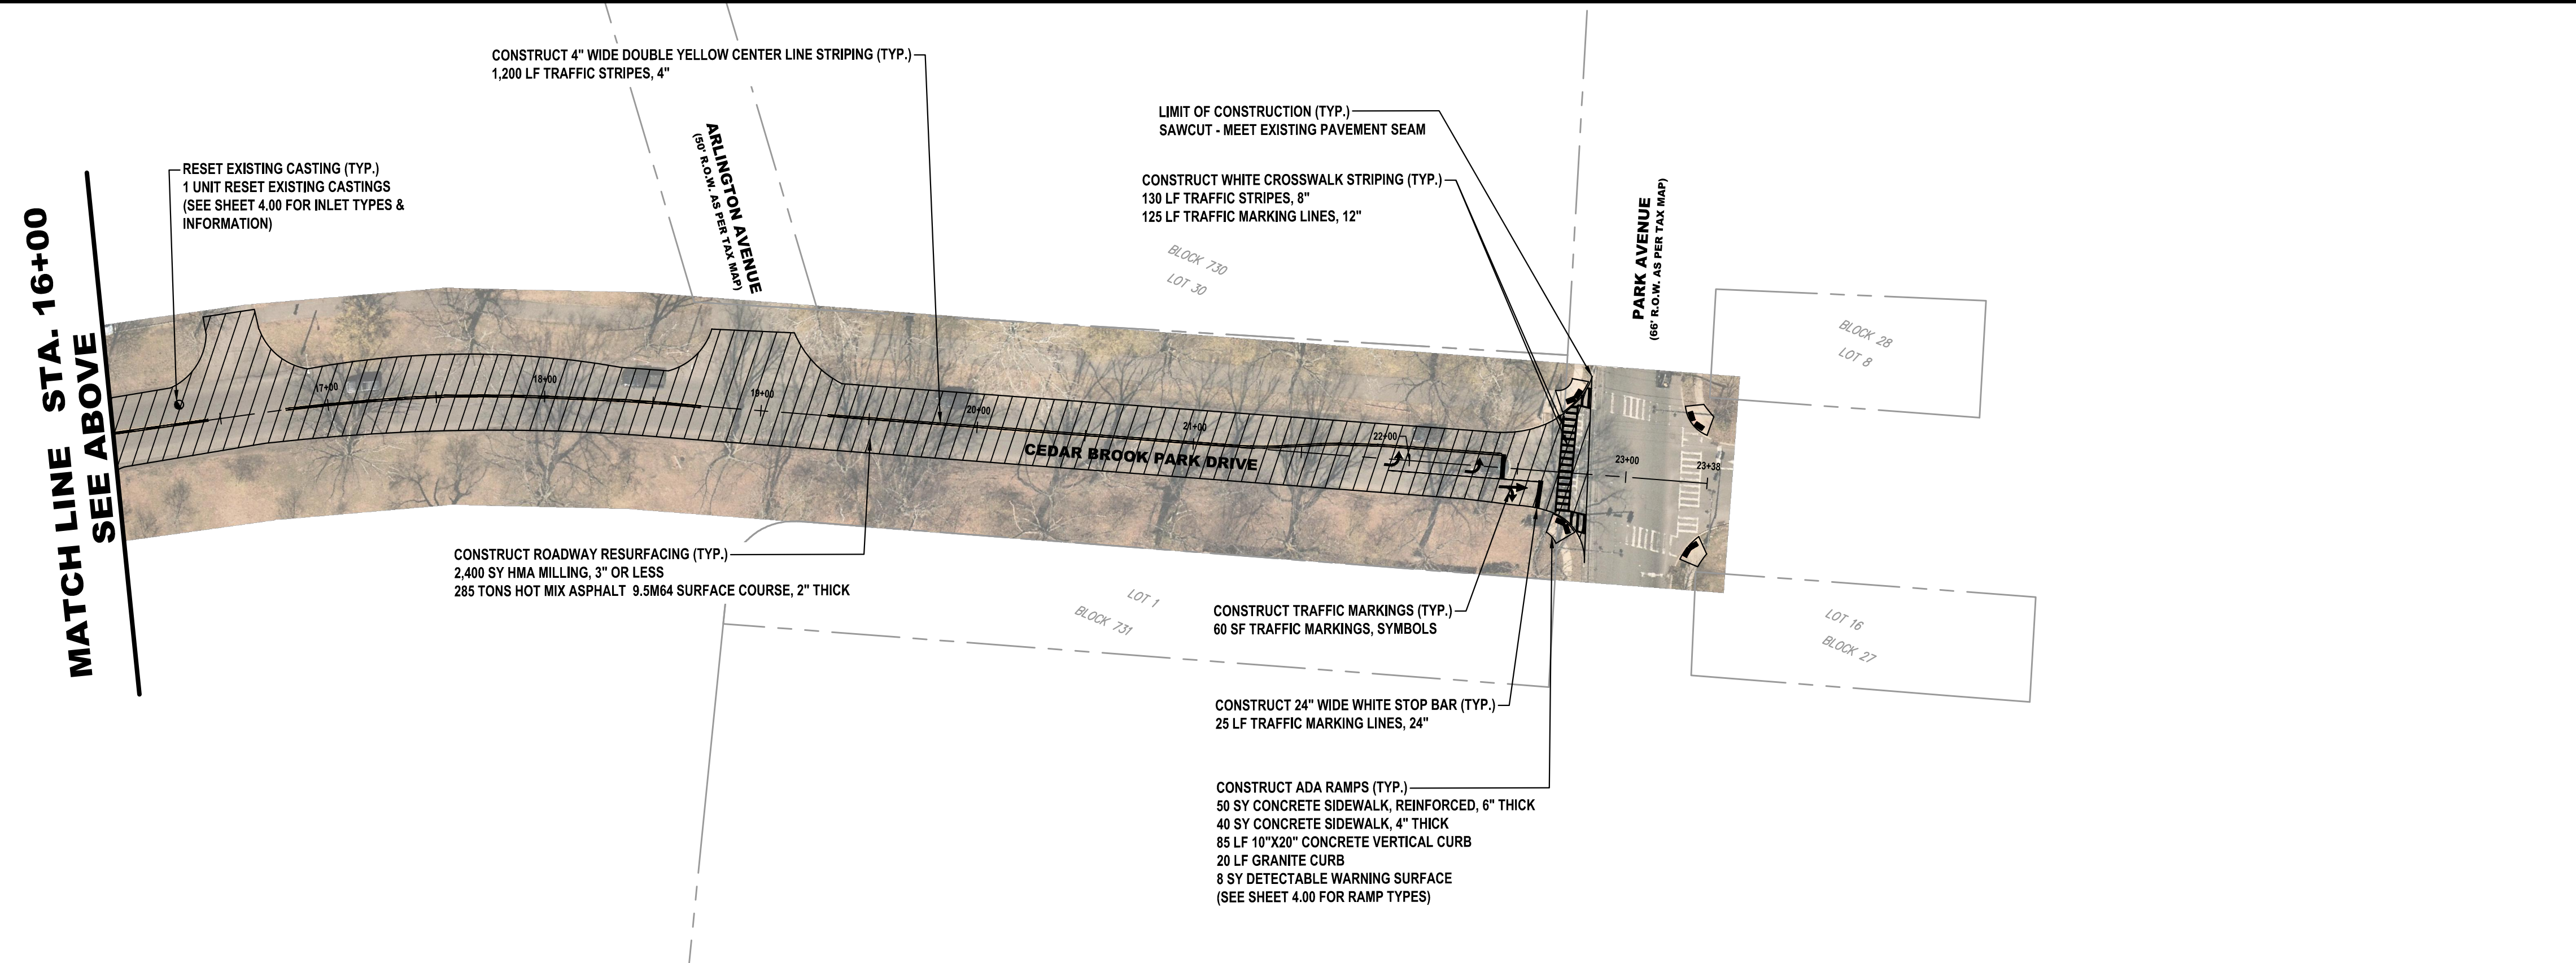 MATCH LINE   STA. 16+00
SEE ABOVE
RESET EXISTING CASTING (TYP.)
1 UNIT RESET EXISTING CASTINGS
(SEE SHEET 4.00 FOR INLET TYPES &
INFORMATION)
CONSTRUCT 4" WIDE DOUBLE YELLOW CENTER LINE STRIPING (TYP.)
1,200 LF TRAFFIC STRIPES, 4"
ARLINGTON AVENUE
(50' R.O.W. AS PER TAX MAP)
LIMIT OF CONSTRUCTION (TYP.)
SAWCUT - MEET EXISTING PAVEMENT SEAM
CONSTRUCT WHITE CROSSWALK STRIPING (TYP.)
130 LF TRAFFIC STRIPES, 8"
125 LF TRAFFIC MARKING LINES, 12"
BLOCK 730
LOT 30
PARK AVENUE
(66' R.O.W. AS PER TAX MAP)
BLOCK 28
LOT 8
17+00
18+00
19+00
20+00
21+00
22+00
23+00
23+38
CEDAR BROOK PARK DRIVE
CONSTRUCT ROADWAY RESURFACING (TYP.)
2,400 SY HMA MILLING, 3" OR LESS
285 TONS HOT MIX ASPHALT  9.5M64 SURFACE COURSE, 2" THICK
LOT 1
BLOCK 731
CONSTRUCT TRAFFIC MARKINGS (TYP.)
60 SF TRAFFIC MARKINGS, SYMBOLS
LOT 16
BLOCK 27
CONSTRUCT 24" WIDE WHITE STOP BAR (TYP.)
25 LF TRAFFIC MARKING LINES, 24"
CONSTRUCT ADA RAMPS (TYP.)
50 SY CONCRETE SIDEWALK, REINFORCED, 6" THICK
40 SY CONCRETE SIDEWALK, 4" THICK
85 LF 10"X20" CONCRETE VERTICAL CURB
20 LF GRANITE CURB
8 SY DETECTABLE WARNING SURFACE
(SEE SHEET 4.00 FOR RAMP TYPES)